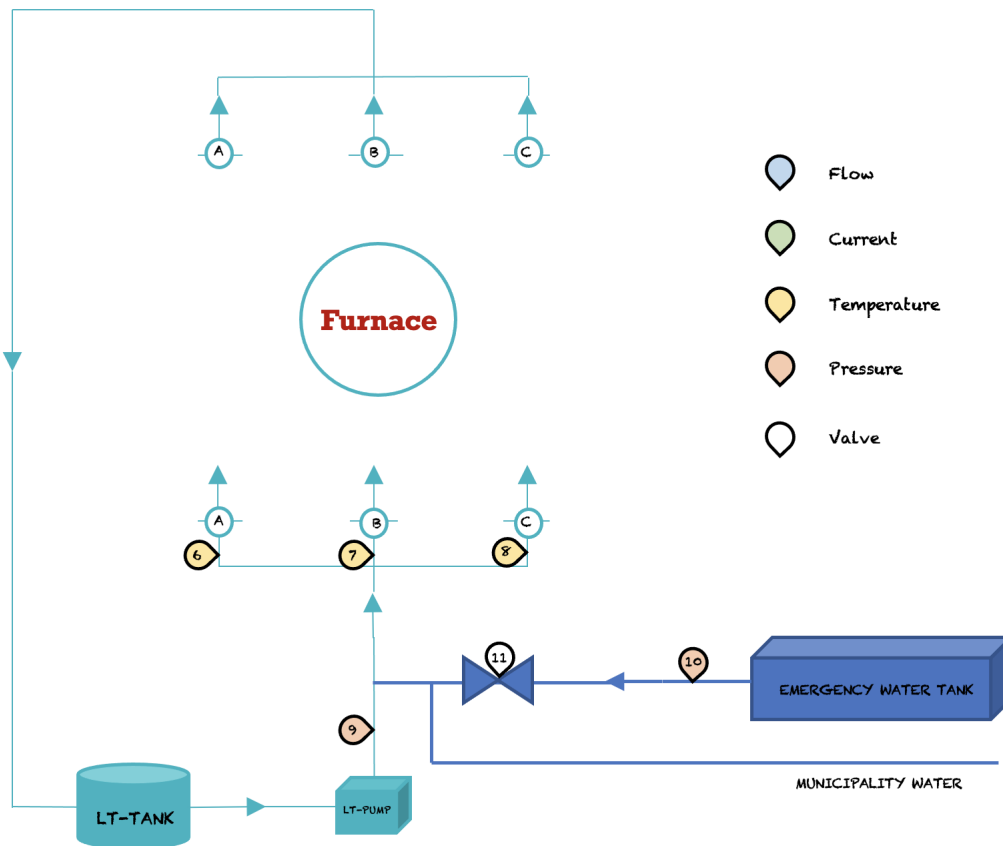 A
B
C
Flow
Current
Furnace
Temperature
Pressure
Valve
A
B
C
6
7
8
11
10
EMERGENCY WATER TANK
9
MUNICIPALITY WATER
LT-TANK
LT-PUMP